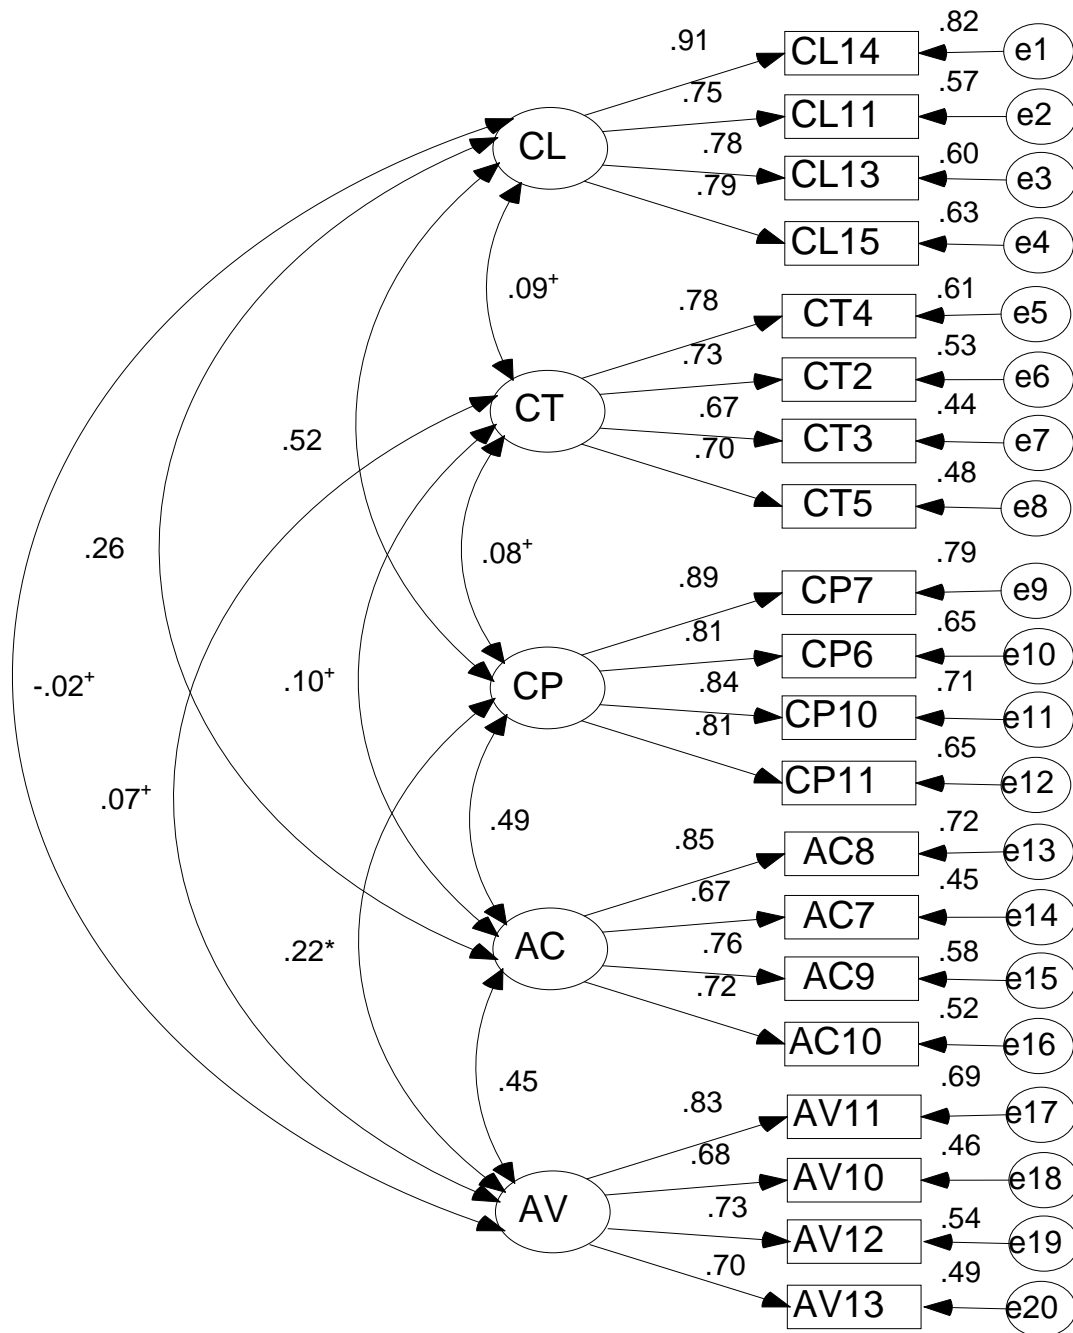 .82
.91
CL14
e1
.57
.75
CL11
e2
CL
.78
.60
CL13
e3
.79
.63
CL15
e4
.09+
.78
.61
CT4
e5
.73
.53
CT2
e6
CT
.67
.44
CT3
e7
.52
.70
.48
CT5
e8
.26
.08+
.79
.89
CP7
e9
.81
.65
CP6
e10
-.02+
.10+
CP
.84
.71
CP10
e11
.81
.65
CP11
e12
.07+
.49
.85
.72
AC8
e13
.67
.45
AC7
e14
.22*
AC
.76
.58
AC9
e15
.72
.52
AC10
e16
.45
.83
.69
AV11
e17
.68
.46
AV10
e18
AV
.73
.54
AV12
e19
.70
.49
AV13
e20